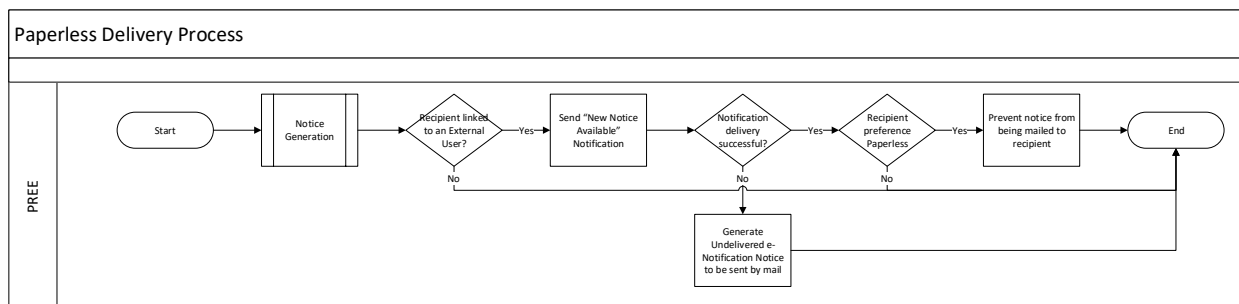 Paperless Delivery Process
PREE
Start
Notice
Generation
Recipient linked
to an External
User?
Yes
Send “New Notice
Available”
Notification
Notification
delivery
successful?
Yes
Recipient
preference
Paperless
Yes
Prevent notice from
being mailed to
recipient
End
No
No
No
Generate
Undelivered e-
Notification Notice
to be sent by mail